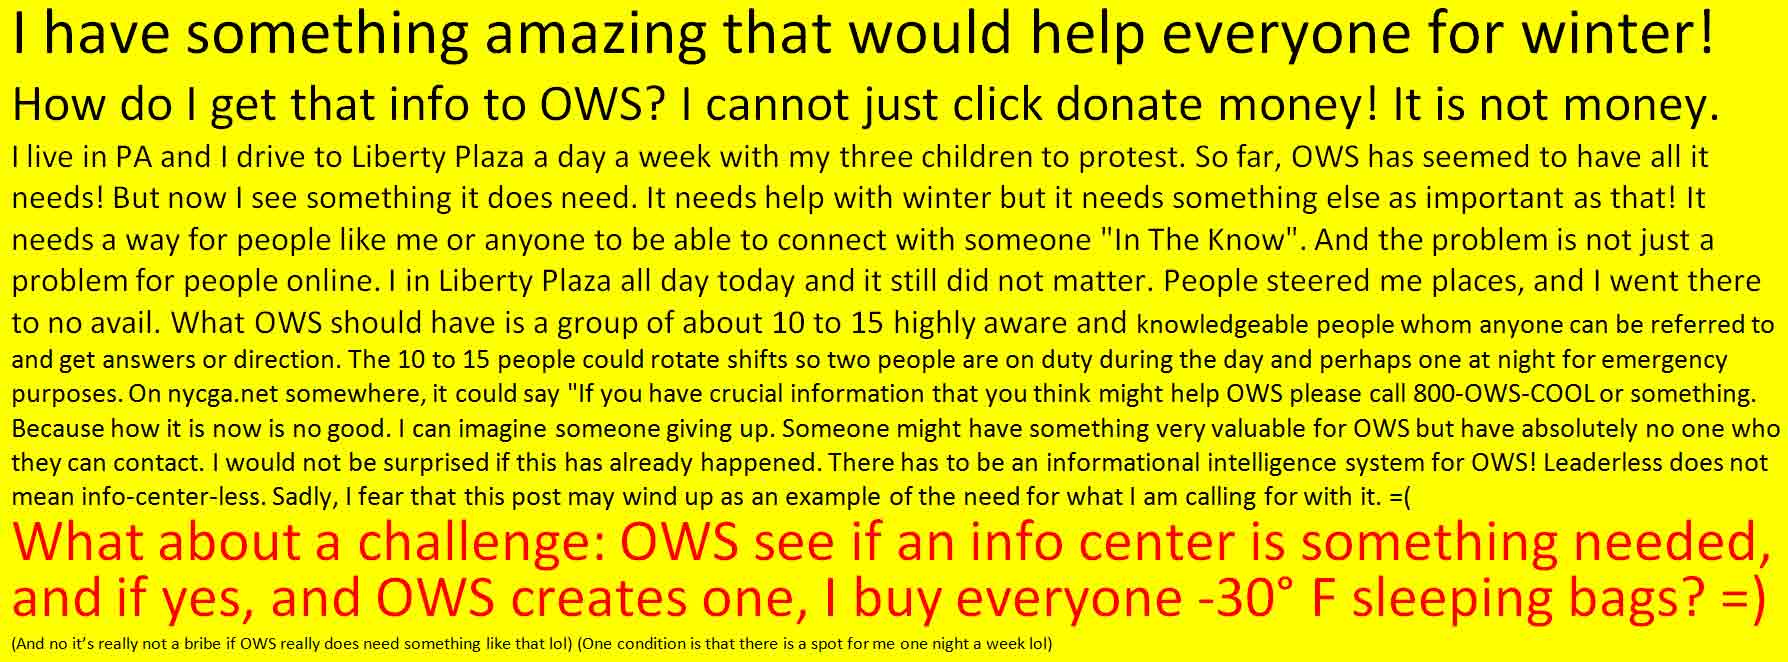 I have something amazing that would help everyone for winter!
How do I get that info to OWS? I cannot just click donate money! It is not money.
I live in PA and I drive to Liberty Plaza a day a week with my three children to protest. So far, OWS has seemed to have all it
needs! But now I see something it does need. It needs help with winter but it needs something else as important as that! It
needs a way for people like me or anyone to be able to connect with someone "In The Know". And the problem is not just a
problem for people online. I in Liberty Plaza all day today and it still did not matter. People steered me places, and I went there
to no avail. What OWS should have is a group of about 10 to 15 highly aware and knowledgeable people whom anyone can be referred to
and get answers or direction. The 10 to 15 people could rotate shifts so two people are on duty during the day and perhaps one at night for emergency
purposes. On nycga.net somewhere, it could say "If you have crucial information that you think might help OWS please call 800-OWS-COOL or something.
Because how it is now is no good. I can imagine someone giving up. Someone might have something very valuable for OWS but have absolutely no one who
they can contact. I would not be surprised if this has already happened. There has to be an informational intelligence system for OWS! Leaderless does not
mean info-center-less. Sadly, I fear that this post may wind up as an example of the need for what I am calling for with it. =(
What about a challenge: OWS see if an info center is something needed,
and if yes, and OWS creates one, I buy everyone -30° F sleeping bags? =)
(And no it's really not a bribe if OWS really does need something like that lol) (One condition is that there is a spot for me one night a week lol)